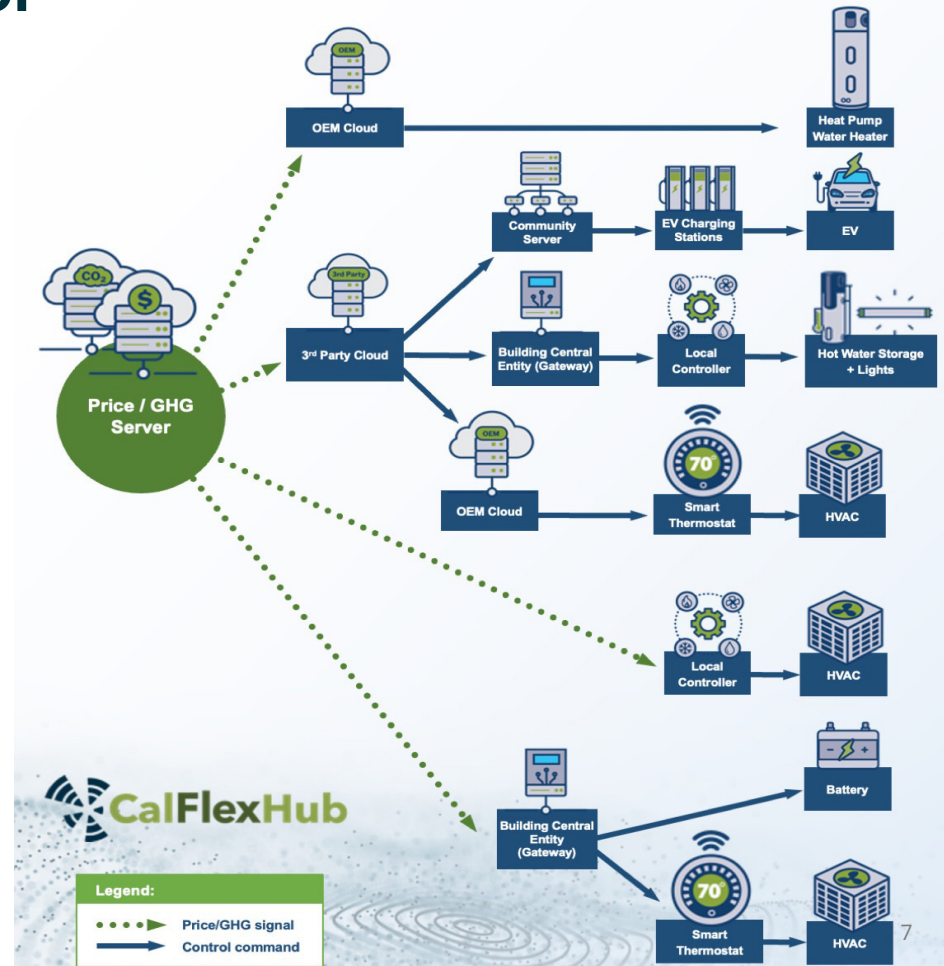 OEM
OEM Cloud
Heat Pump
Water Heater
Community
Server
EV Charging
Stations
EV
CO₂
$
3rd Party
3rd Party Cloud
Building Central
Entity (Gateway)
Local
Controller
Hot Water Storage
+ Lights
Price / GHG
Server
OEM
OEM Cloud
70°
Smart
Thermostat
HVAC
Local
Controller
HVAC
CalFlexHub
Building Central
Entity
(Gateway)
- +
Battery
70°
Smart
Thermostat
HVAC
7
Legend:
Price/GHG signal
Control command